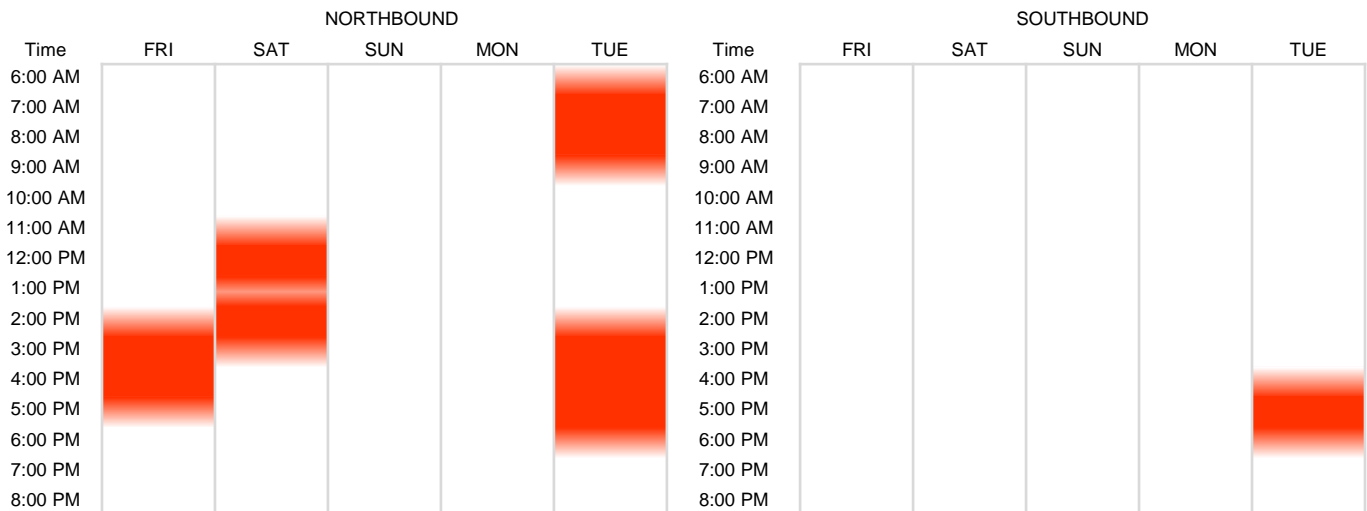 NORTHBOUND SOUTHBOUND
Time FRI SAT SUN MON TUE Time FRI SAT SUN MON TUE
6:00 AM 6:00 AM
7:00 AM 7:00 AM
8:00 AM 8:00 AM
9:00 AM 9:00 AM
10:00 AM 10:00 AM
11:00 AM 11:00 AM
12:00 PM 12:00 PM
1:00 PM 1:00 PM
2:00 PM 2:00 PM
3:00 PM 3:00 PM
4:00 PM 4:00 PM
5:00 PM 5:00 PM
6:00 PM 6:00 PM
7:00 PM 7:00 PM
8:00 PM 8:00 PM